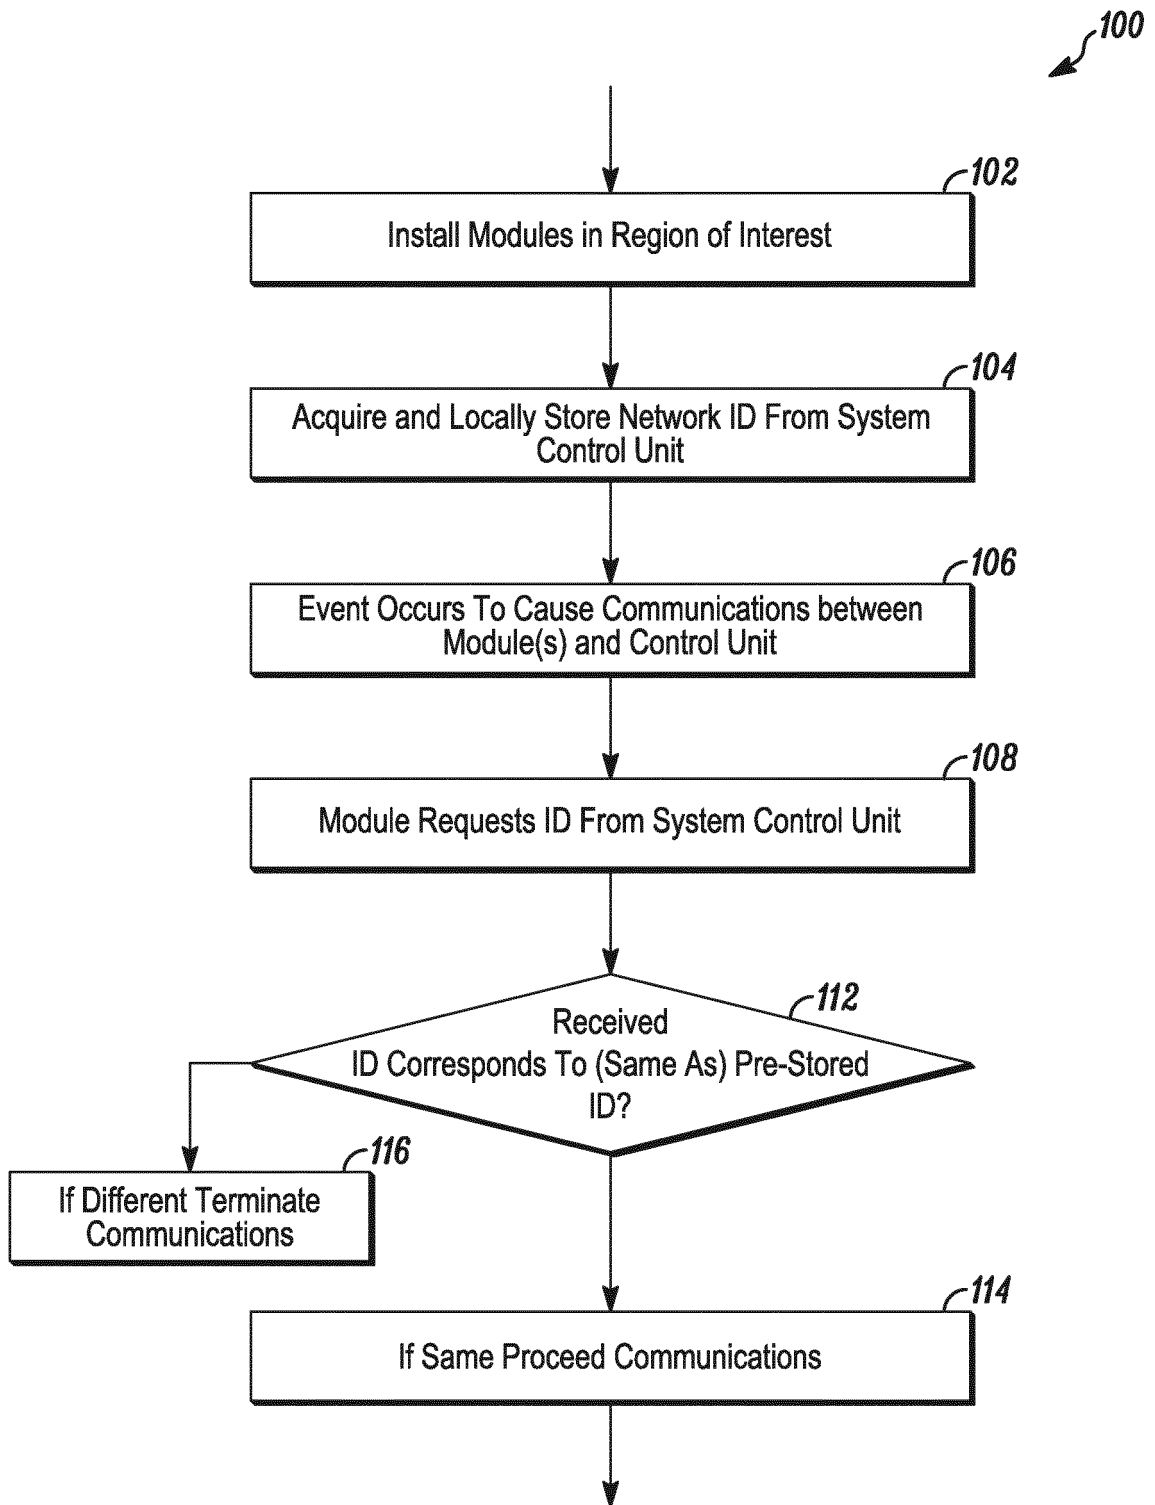 100
102
Install Modules in Region of Interest
104
Acquire and Locally Store Network ID From System
Control Unit
106
Event Occurs To Cause Communications between
Module(s) and Control Unit
108
Module Requests ID From System Control Unit
112
Received
ID Corresponds To (Same As) Pre-Stored
ID?
116
If Different Terminate
Communications
114
If Same Proceed Communications